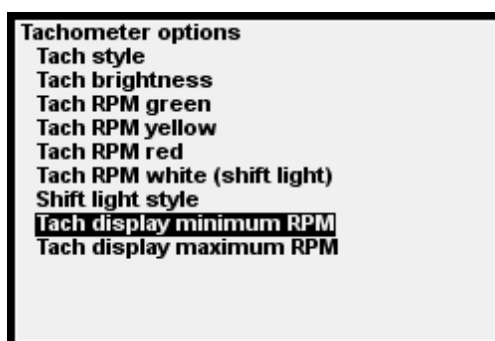 Tachometer options
Tach style
Tach brightness
Tach RPM green
Tach RPM yellow
Tach RPM red
Tach RPM white (shift light)
Shift light style
Tach display minimum RPM
Tach display maximum RPM